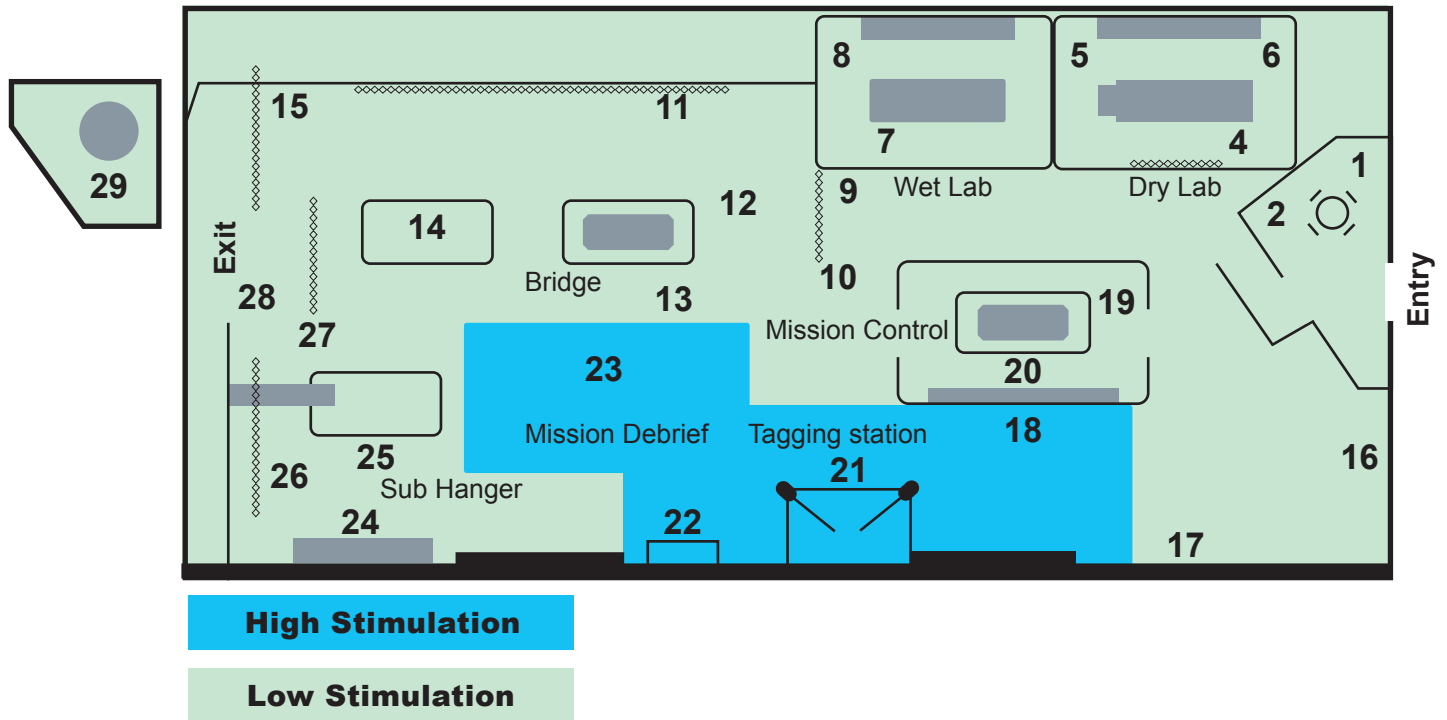 8
5
6
15
11
7
4
1
29
Wet Lab
Dry Lab
9
12
2
14
Exit
Entry
Bridge
10
28
13
19
27
Mission Control
23
20
Mission Debrief
Tagging station
18
25
16
26
Sub Hanger
21
24
22
17
High Stimulation
Low Stimulation